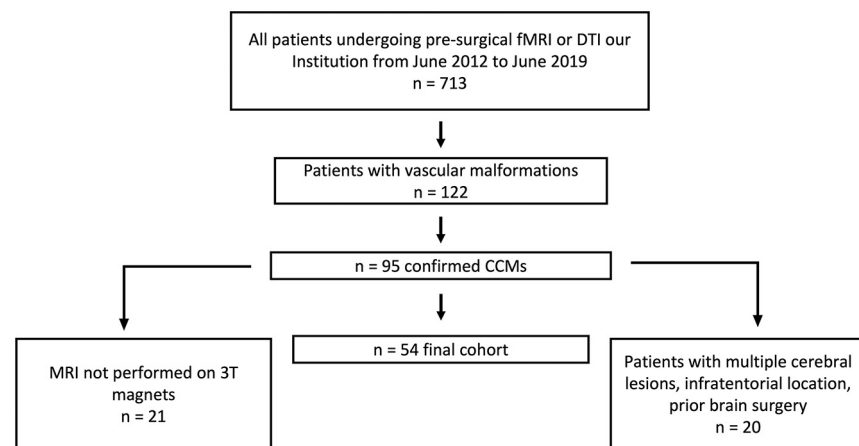 All patients undergoing pre-surgical fMRI or DTI our
Institution from June 2012 to June 2019
n = 713
Patients with vascular malformations
n = 122
n = 95 confirmed CCMs
MRI not performed on 3T
magnets
n = 21
n = 54 final cohort
Patients with multiple cerebral
lesions, infratentorial location,
prior brain surgery
n = 20